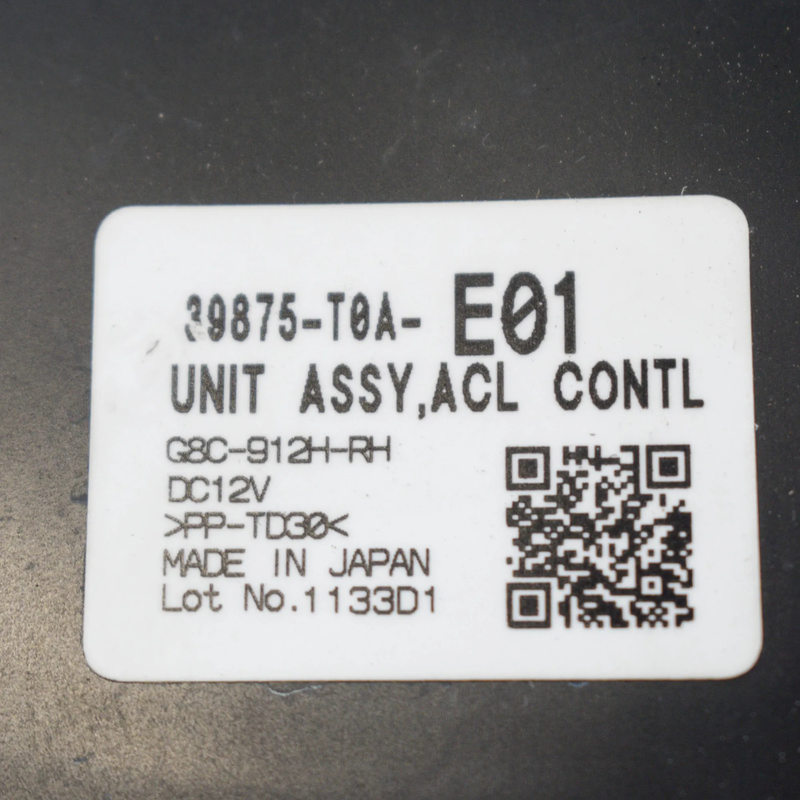 39875-T0A- E01
UNIT ASSY,ACL CONTL
G8C-912H-RH
DC12V
>PP-TD30<
MADE IN JAPAN
Lot No.1133D1